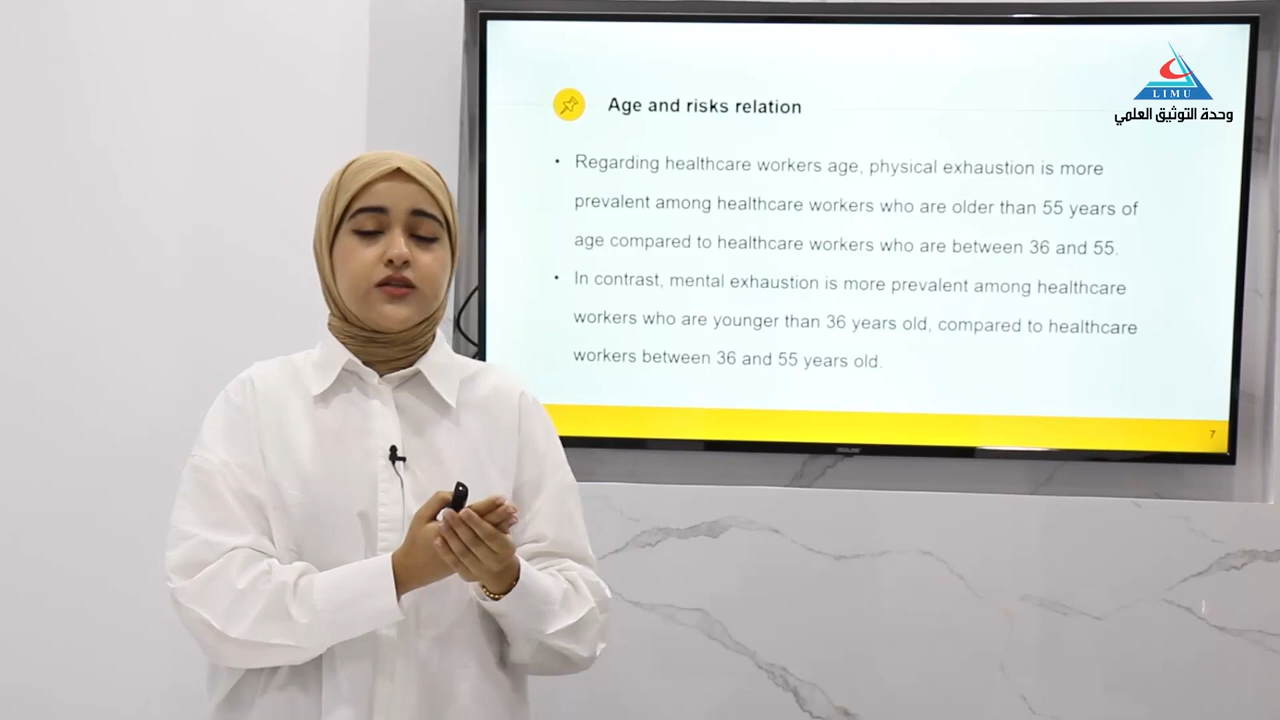 LIMU
وحدة التوثيق العلمي
Age and risks relation
• Regarding healthcare workers age, physical exhaustion is more
prevalent among healthcare workers who are older than 55 years of
age compared to healthcare workers who are between 36 and 55.
• In contrast, mental exhaustion is more prevalent among healthcare
workers who are younger than 36 years old, compared to healthcare
workers between 36 and 55 years old.
7